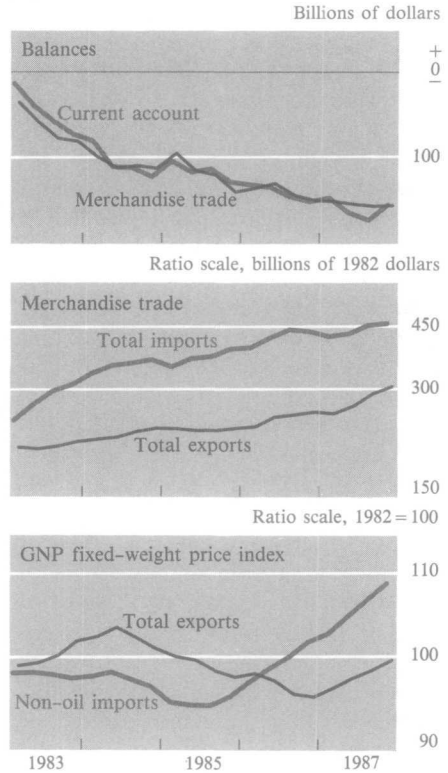 Billions of dollars
Balances
+
0
−
Current account
100
Merchandise trade
Ratio scale, billions of 1982 dollars
Merchandise trade
450
Total imports
300
Total exports
150
Ratio scale, 1982 = 100
GNP fixed–weight price index
110
Total exports
100
Non–oil imports
90
1983 1985 1987